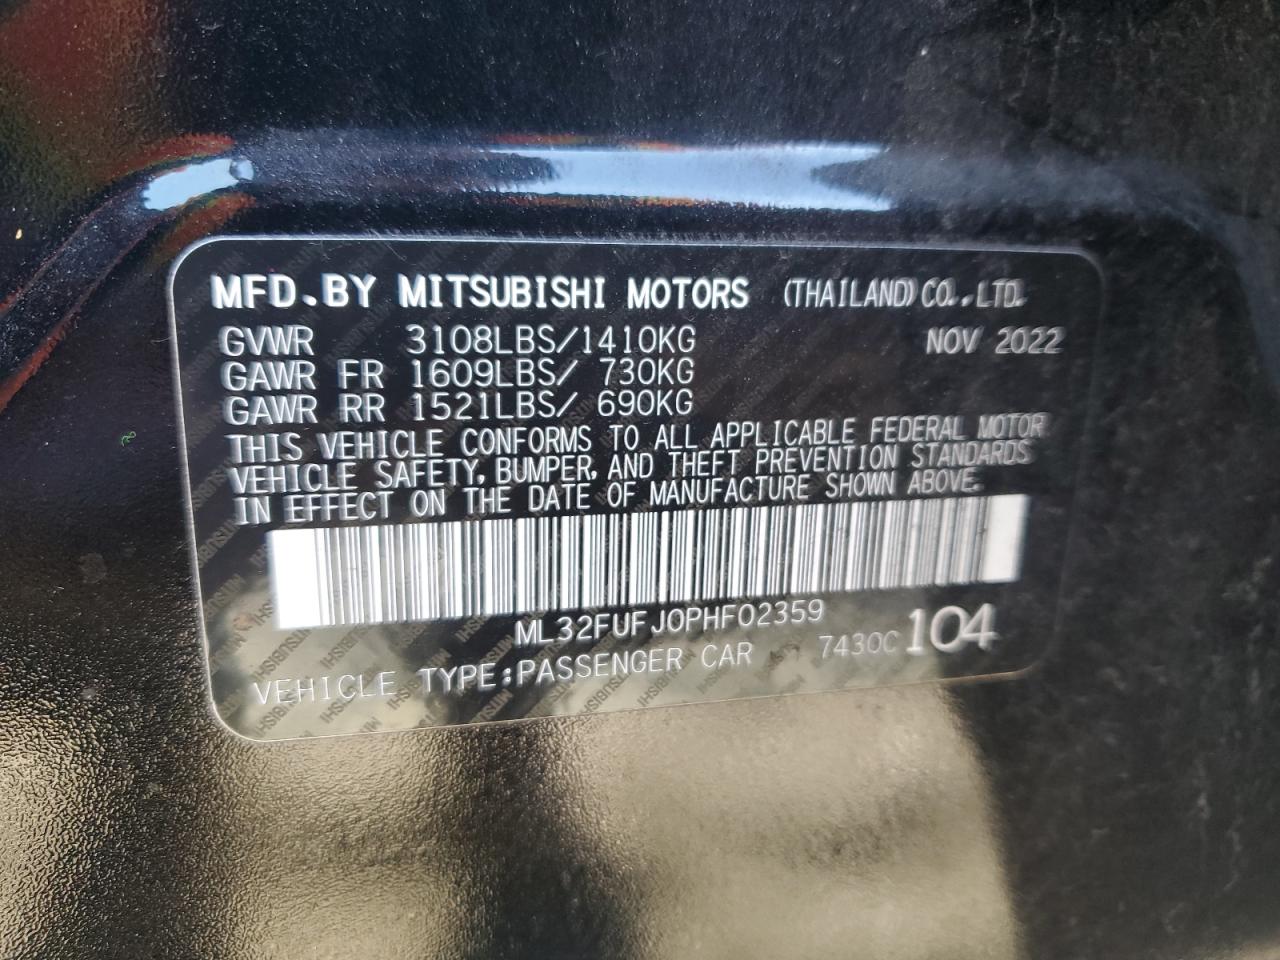 MFD.BY MITSUBISHI MOTORS (THAILAND) CO., LTD.
GVWR 3108LBS/1410KG NOV 2022
GAWR FR 1609LBS/ 730KG
GAWR RR 1521LBS/ 690KG
THIS VEHICLE CONFORMS TO ALL APPLICABLE FEDERAL MOTOR
VEHICLE SAFETY, BUMPER, AND THEFT PREVENTION STANDARDS
IN EFFECT ON THE DATE OF MANUFACTURE SHOWN ABOVE.
ML32FUFJ0PHF02359
VEHICLE TYPE:PASSENGER CAR 7430C 104